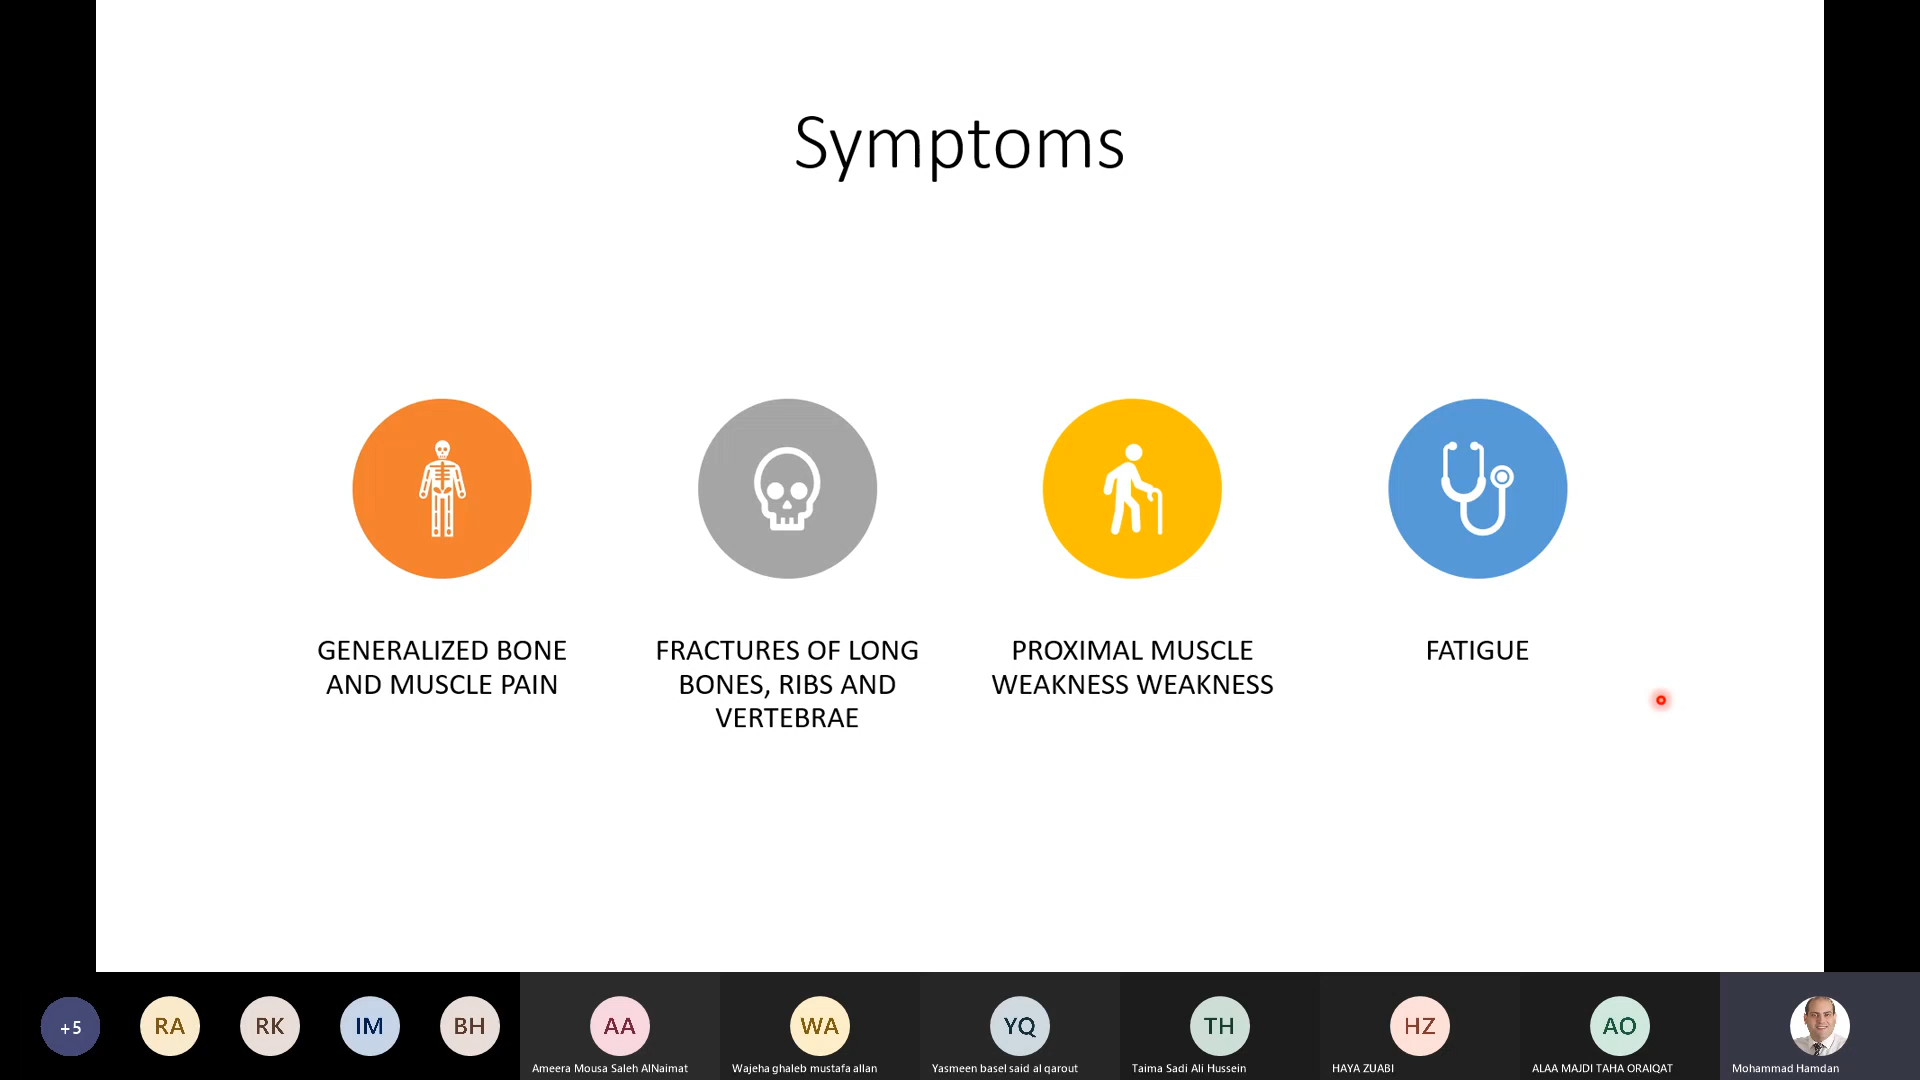 Symptoms
GENERALIZED BONE
AND MUSCLE PAIN
FRACTURES OF LONG
BONES, RIBS AND
VERTEBRAE
PROXIMAL MUSCLE
WEAKNESS WEAKNESS
FATIGUE
+5
RA
RK
IM
BH
AA
WA
YQ
TH
HZ
AO
Ameera Mousa Saleh AlNaimat
Wajeha ghaleb mustafa allan
Yasmeen basel said al qarout
Taima Sadi Ali Hussein
HAYA ZUABI
ALAA MAJDI TAHA ORAIQAT
Mohammad Hamdan